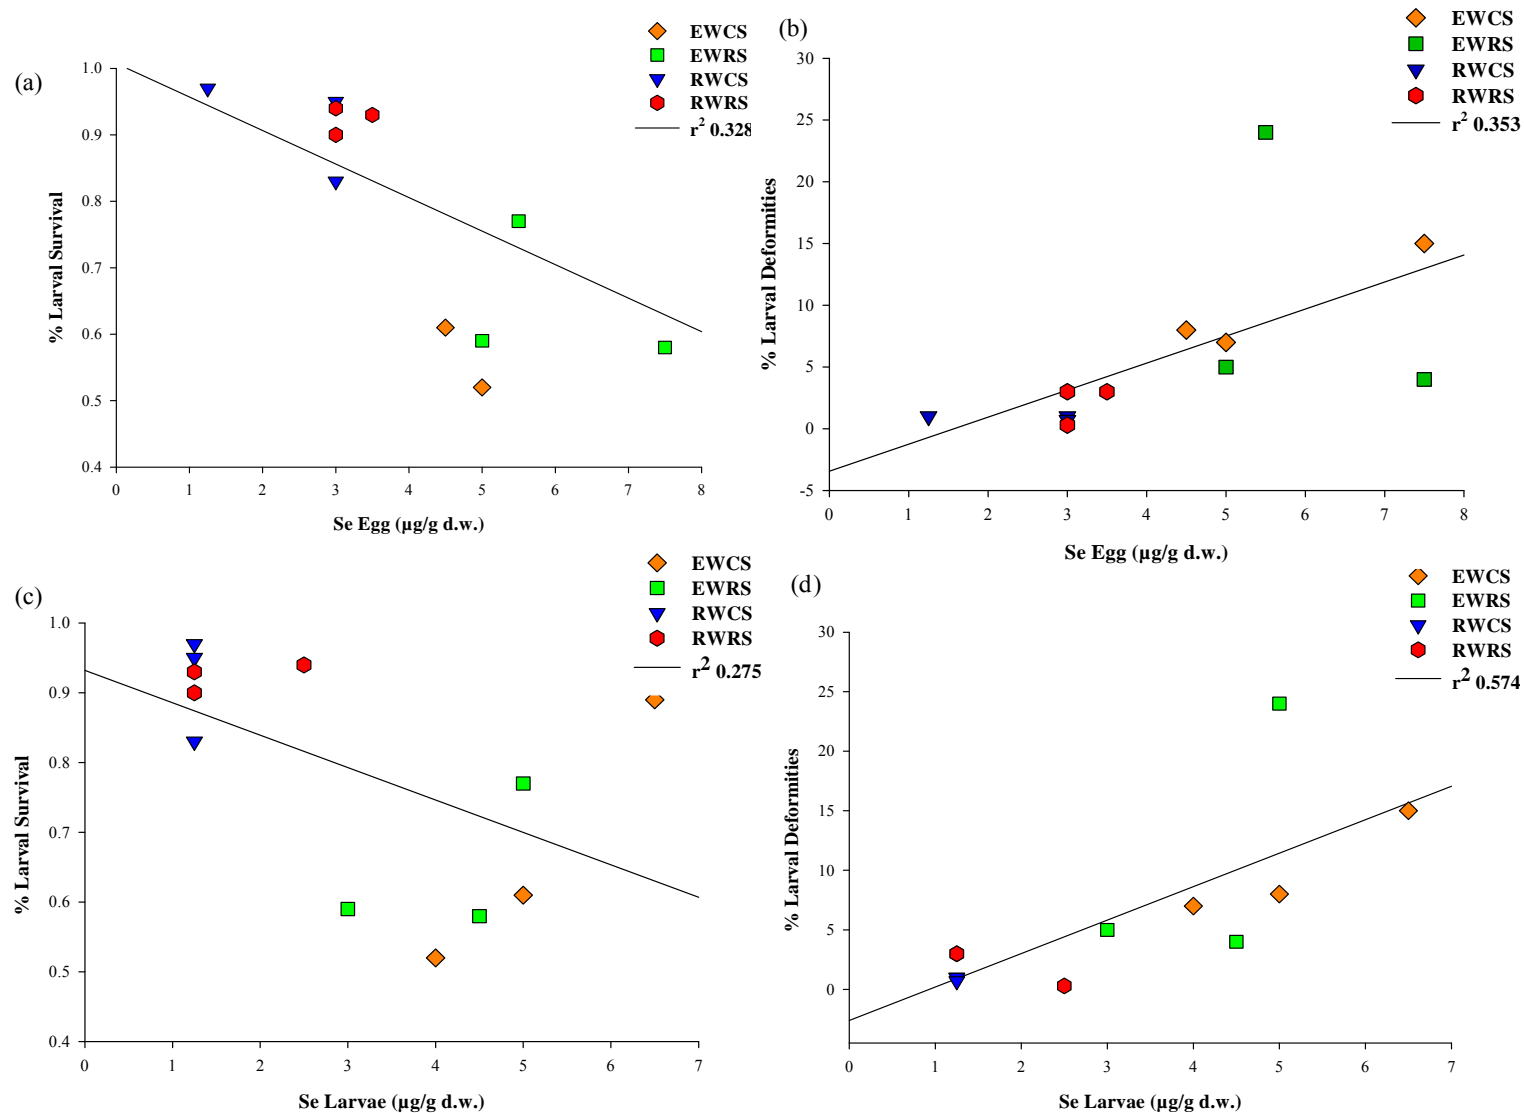 (a)
EWCS
EWRS
RWCS
RWRS
r² 0.328
1.0
0.9
0.8
0.7
0.6
0.5
0.4
% Larval Survival
0 1 2 3 4 5 6 7 8
Se Egg (µg/g d.w.)
(b)
EWCS
EWRS
RWCS
RWRS
r² 0.353
30
25
20
15
10
5
0
-5
% Larval Deformities
0 1 2 3 4 5 6 7 8
Se Egg (µg/g d.w.)
(c)
EWCS
EWRS
RWCS
RWRS
r² 0.275
1.0
0.9
0.8
0.7
0.6
0.5
0.4
% Larval Survival
0 1 2 3 4 5 6 7
Se Larvae (µg/g d.w.)
(d)
EWCS
EWRS
RWCS
RWRS
r² 0.574
30
25
20
15
10
5
0
% Larval Deformities
0 1 2 3 4 5 6 7
Se Larvae (µg/g d.w.)